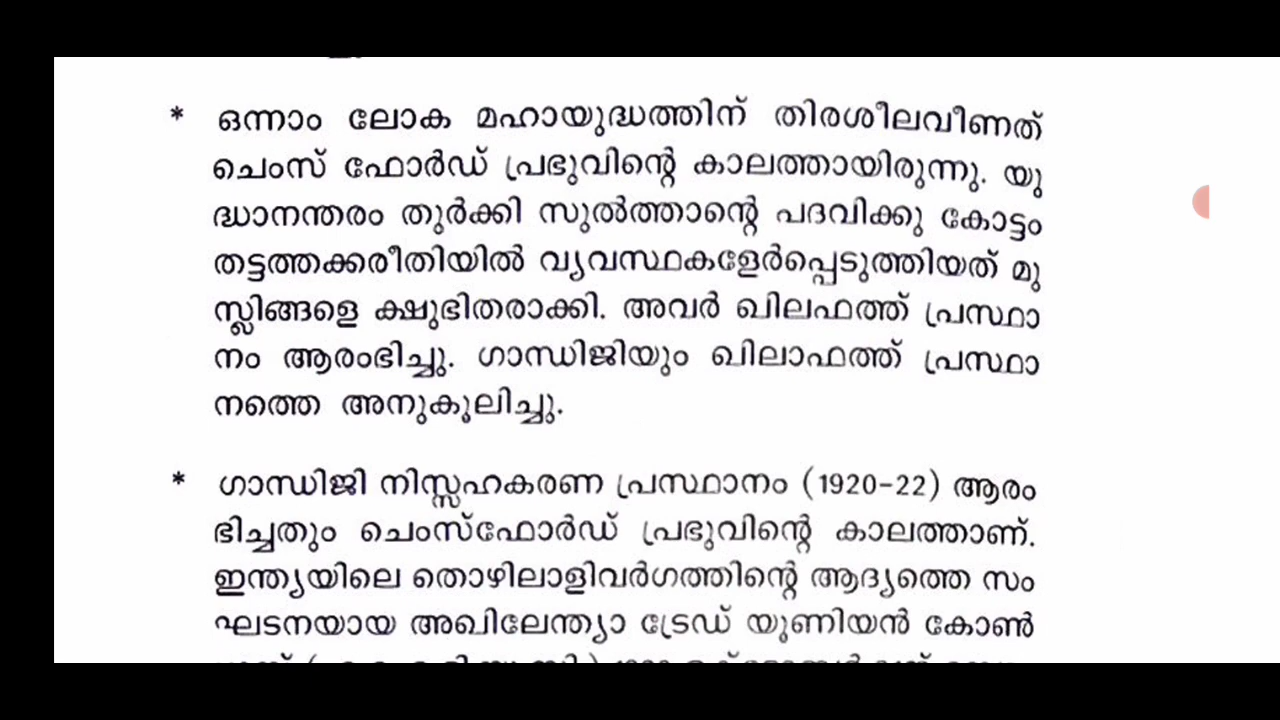 * ഒന്നാം ലോക മഹായുദ്ധത്തിന് തിരശീലവീണത്
ചെംസ് ഫോർഡ് പ്രഭുവിന്റെ കാലത്തായിരുന്നു. യു
ദ്ധാനന്തരം തുർക്കി സുൽത്താന്റെ പദവിക്കു കോട്ടം
തട്ടത്തക്കരീതിയിൽ വ്യവസ്ഥകളേർപ്പെടുത്തിയത് മു
സ്ലിങ്ങളെ ക്ഷുഭിതരാക്കി. അവർ ഖിലഫത്ത് പ്രസ്ഥാ
നം ആരംഭിച്ചു. ഗാന്ധിജിയും ഖിലാഫത്ത് പ്രസ്ഥാ
നത്തെ അനുകൂലിച്ചു.
* ഗാന്ധിജി നിസ്സഹകരണ പ്രസ്ഥാനം (1920-22) ആരം
ഭിച്ചതും ചെംസ്ഫോർഡ് പ്രഭുവിന്റെ കാലത്താണ്.
ഇന്ത്യയിലെ തൊഴിലാളിവർഗത്തിന്റെ ആദ്യത്തെ സം
ഘടനയായ അഖിലേന്ത്യാ ട്രേഡ് യൂണിയൻ കോൺ